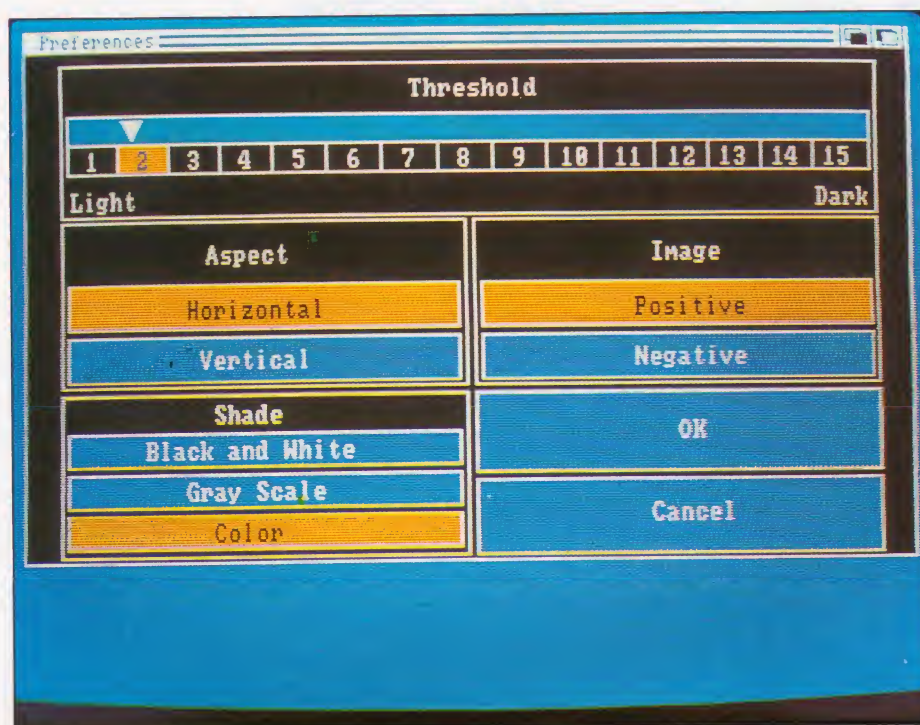 Preferences
Threshold
1 2 3 4 5 6 7 8 9 10 11 12 13 14 15
Light Dark
Aspect
Horizontal
Vertical
Image
Positive
Negative
Shade
Black and White
Gray Scale
Color
OK
Cancel